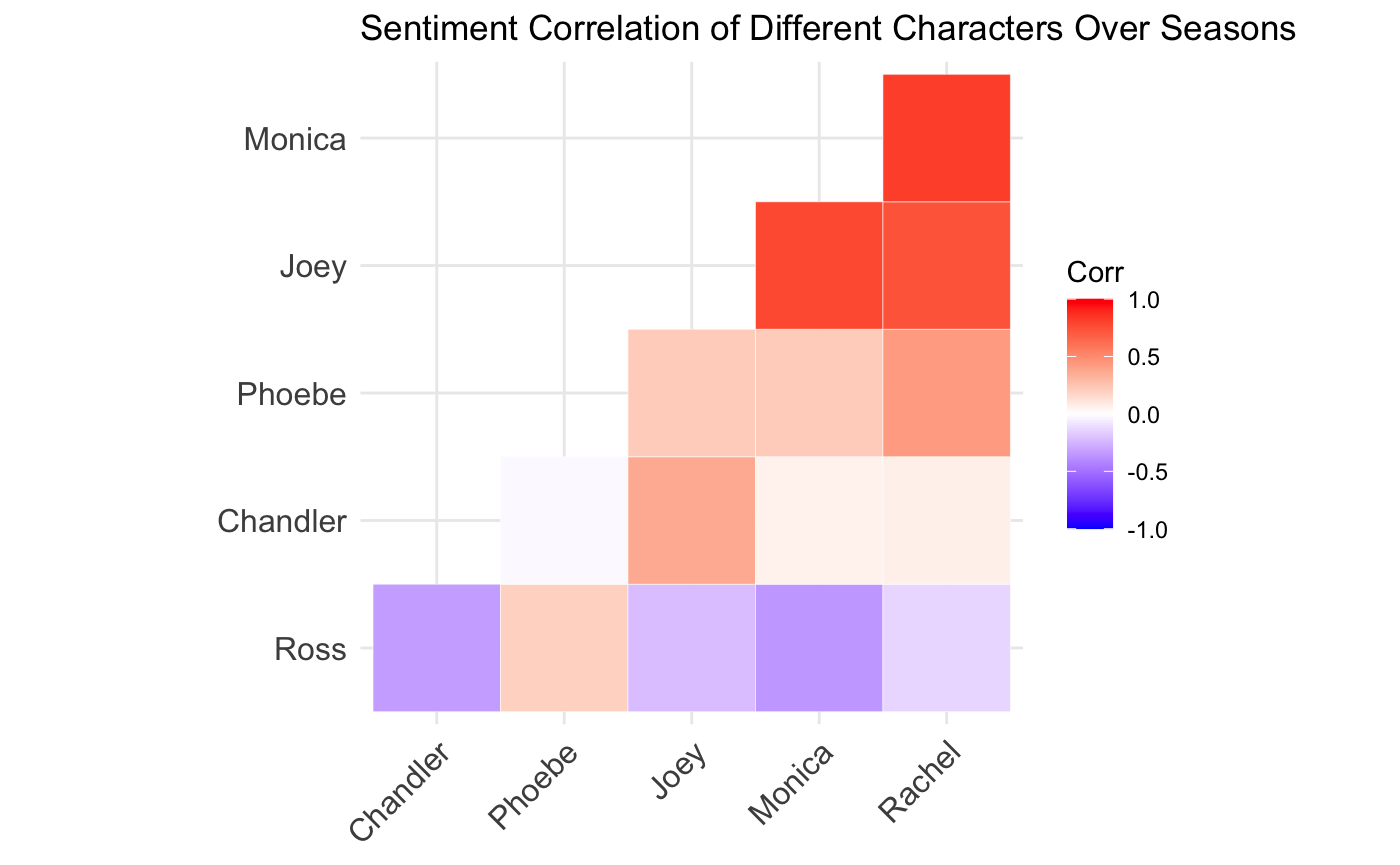 Sentiment Correlation of Different Characters Over Seasons
Monica
Joey
Phoebe
Chandler
Ross
Chandler
Phoebe
Joey
Monica
Rachel
Corr
1.0
0.5
0.0
-0.5
-1.0